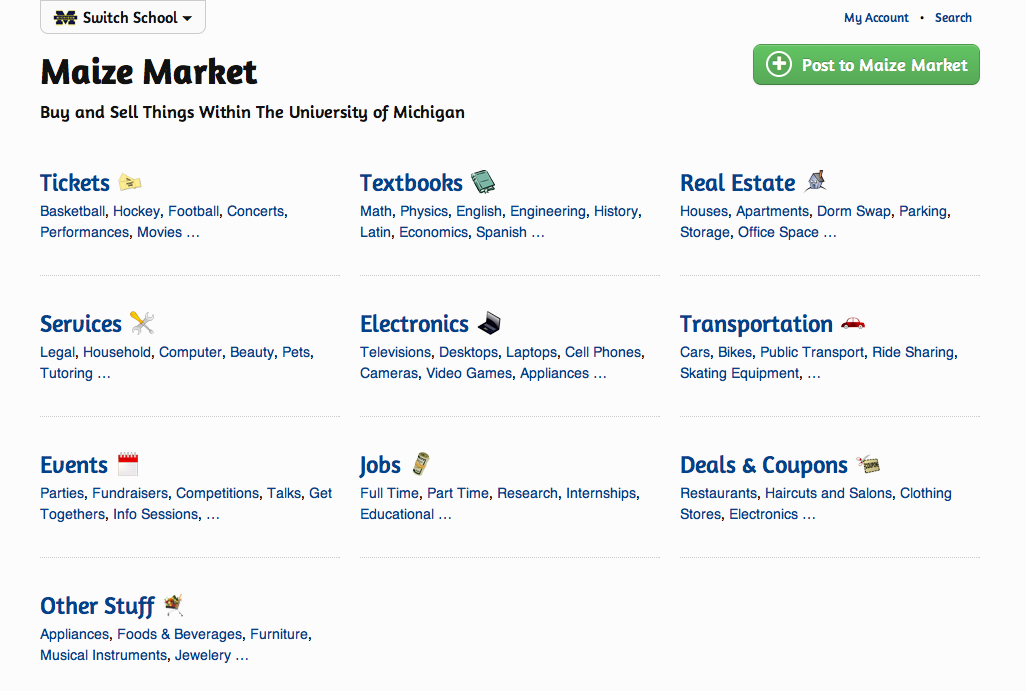 Switch School
My Account • Search
Maize Market
Post to Maize Market
Buy and Sell Things Within The University of Michigan
Tickets
Basketball, Hockey, Football, Concerts,
Performances, Movies …
Textbooks
Math, Physics, English, Engineering, History,
Latin, Economics, Spanish …
Real Estate
Houses, Apartments, Dorm Swap, Parking,
Storage, Office Space …
Services
Legal, Household, Computer, Beauty, Pets,
Tutoring …
Electronics
Televisions, Desktops, Laptops, Cell Phones,
Cameras, Video Games, Appliances …
Transportation
Cars, Bikes, Public Transport, Ride Sharing,
Skating Equipment, …
Events
Parties, Fundraisers, Competitions, Talks, Get
Togethers, Info Sessions, …
Jobs
Full Time, Part Time, Research, Internships,
Educational …
Deals & Coupons
COUPON
Restaurants, Haircuts and Salons, Clothing
Stores, Electronics …
Other Stuff
Appliances, Foods & Beverages, Furniture,
Musical Instruments, Jewelery …